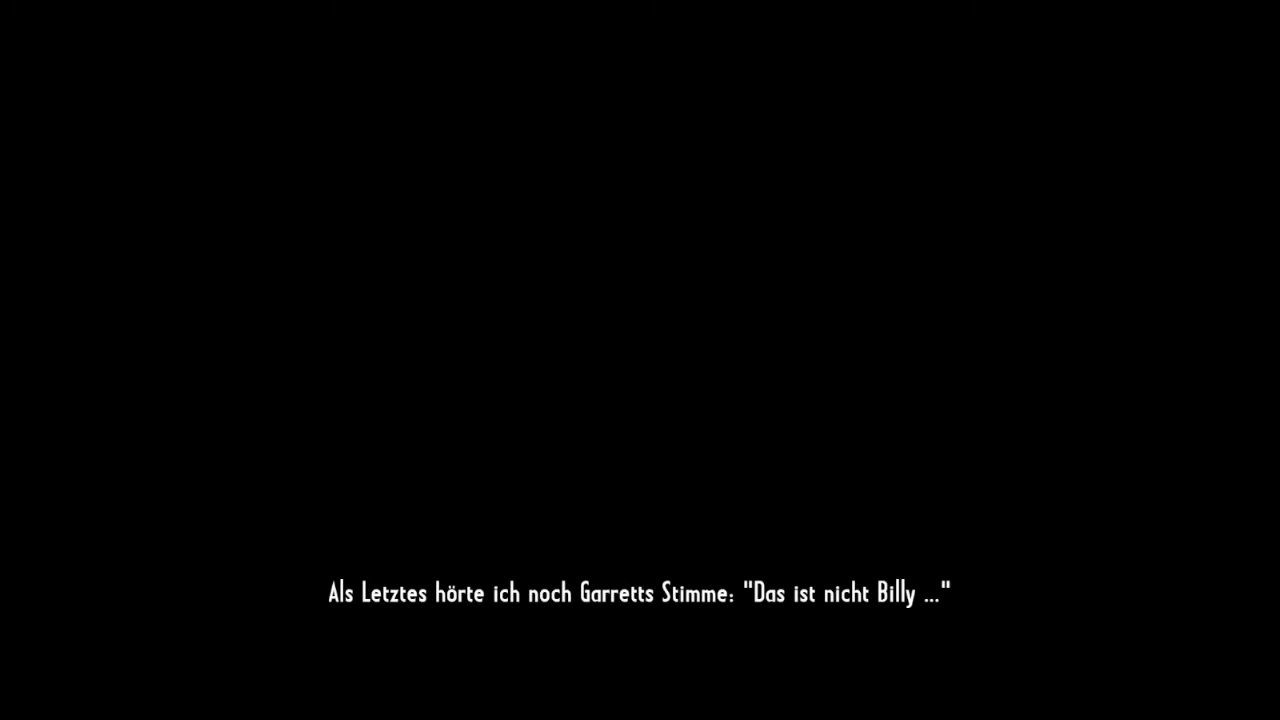 Als Letztes hörte ich noch Garretts Stimme: "Das ist nicht Billy ..."